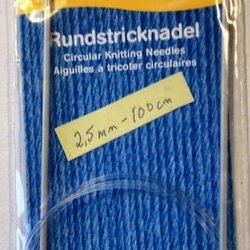 Rundstricknadel
Circular Knitting Needles
Aiguilles à tricoter circulaires
2,5mm-100cm